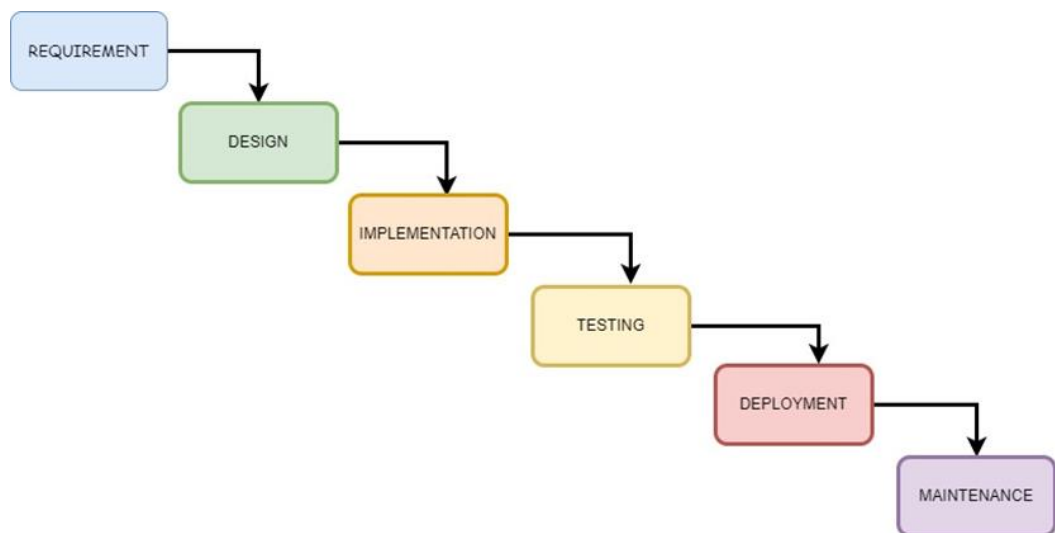 REQUIREMENT
DESIGN
IMPLEMENTATION
TESTING
DEPLOYMENT
MAINTENANCE